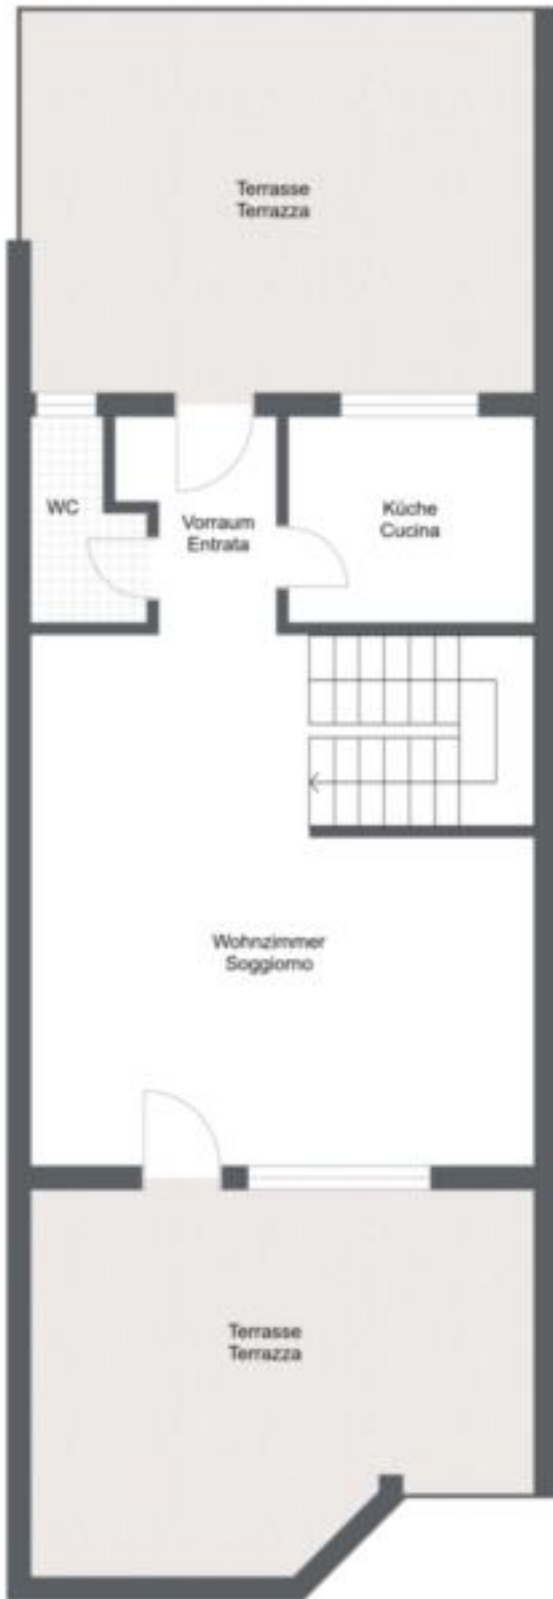 Terrasse
Terrazza
WC
Vorraum
Entrata
Küche
Cucina
Wohnzimmer
Soggiorno
Terrasse
Terrazza